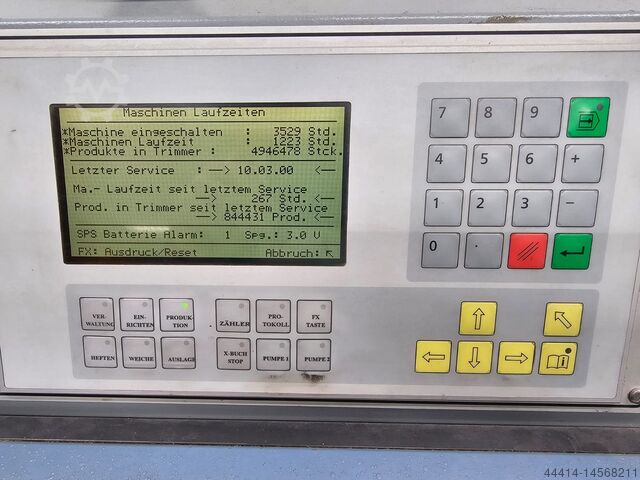 Maschinen Laufzeiten
*Maschine eingeschalten : 3529 Std.
*Maschinen Laufzeit : 1223 Std.
*Produkte in Trimmer : 4946478 Stck.
Letzter Service : —> 10.03.00 <—
Ma.- Laufzeit seit letztem Service
—> 267 Std. <—
Prod. in Trimmer seit letztem Service
—> 844431 Prod. <—
SPS Batterie Alarm: 1 Spg.: 3.0 V
FX: Ausdruck/Reset Abbruch: ↖
7 8 9
4 5 6 +
1 2 3 −
0 .
VER-WALTUNG EIN-RICHTEN PRODUK-TION ZÄHLER PRO-TOKOLL FX TASTE
HEFTEN WEICHE AUSLAGE X-BUCH STOP PUMPE 1 PUMPE 2
44414-14568211